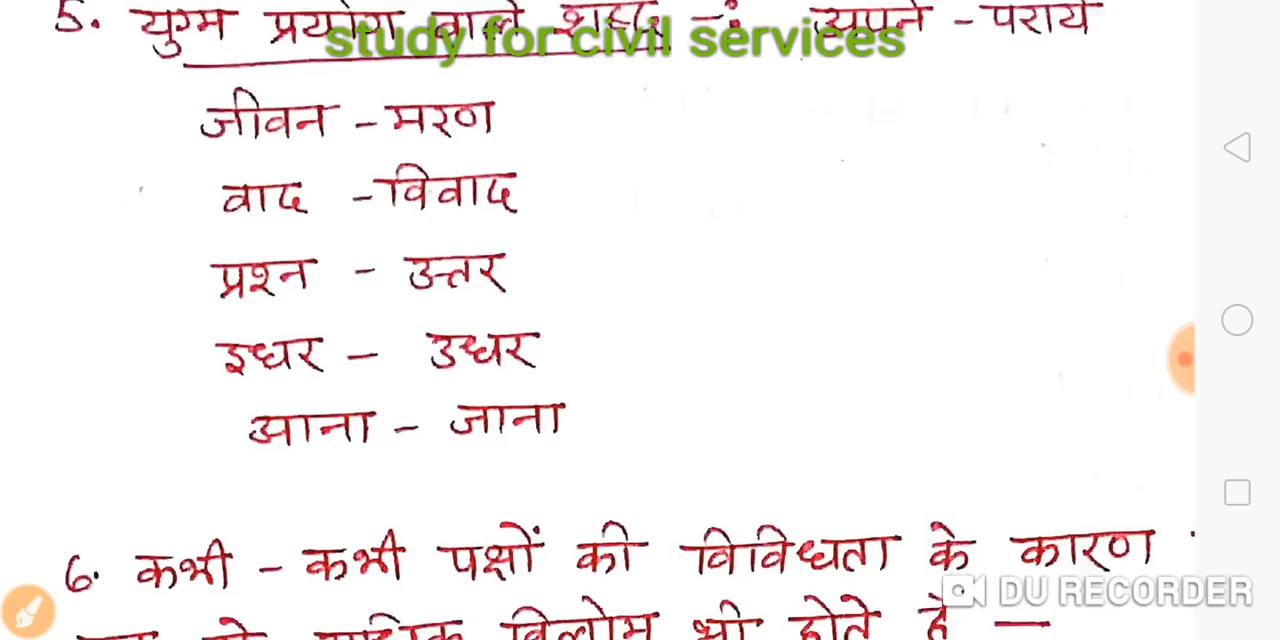 5. युग्म प्रयोग वाले शब्द -: अपने - पराये
study for civil services
जीवन - मरण
वाद - विवाद
प्रश्न - उत्तर
इधर - उधर
आना - जाना
6. कभी - कभी पक्षों की विविधता के कारण
DU RECORDER
विलोम भी होते है —